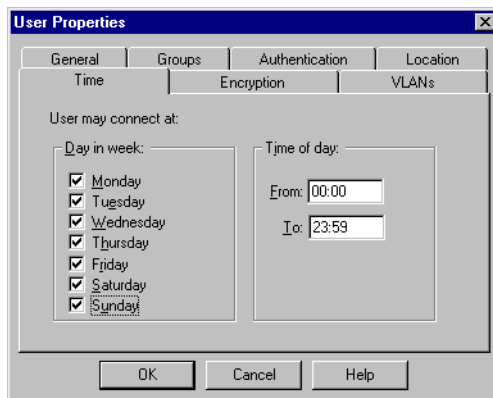 User Properties
General Groups Authentication Location
Time Encryption VLANs
User may connect at:
Day in week:
Monday
Tuesday
Wednesday
Thursday
Friday
Saturday
Sunday
Time of day:
From: 00:00
To: 23:59
OK Cancel Help